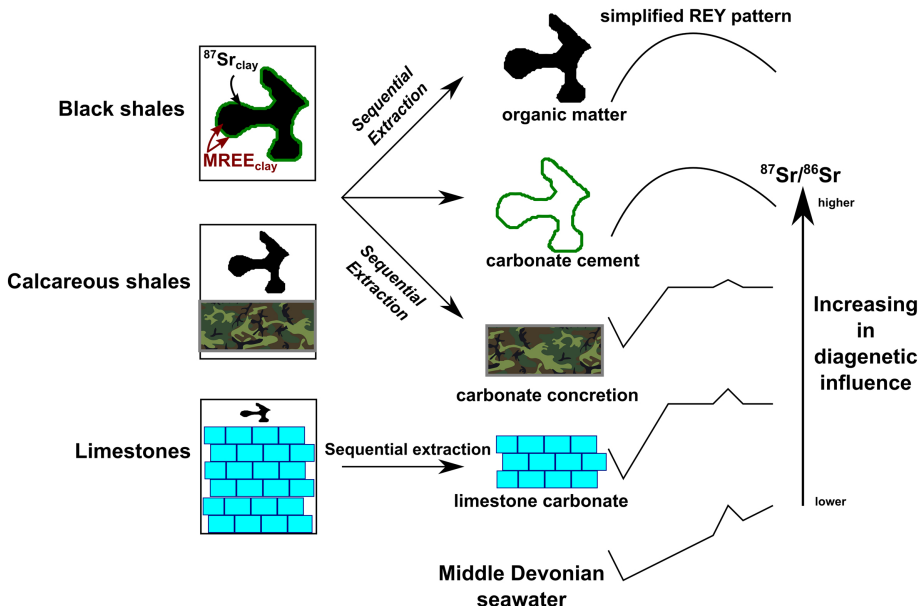 simplified REY pattern
87Srclay
Black shales
MREEclay
Sequential
Extraction
organic matter
87Sr/86Sr
higher
carbonate cement
Calcareous shales
Sequential
Extraction
Increasing
in
diagenetic
influence
carbonate concretion
Limestones
Sequential extraction
limestone carbonate
lower
Middle Devonian
seawater